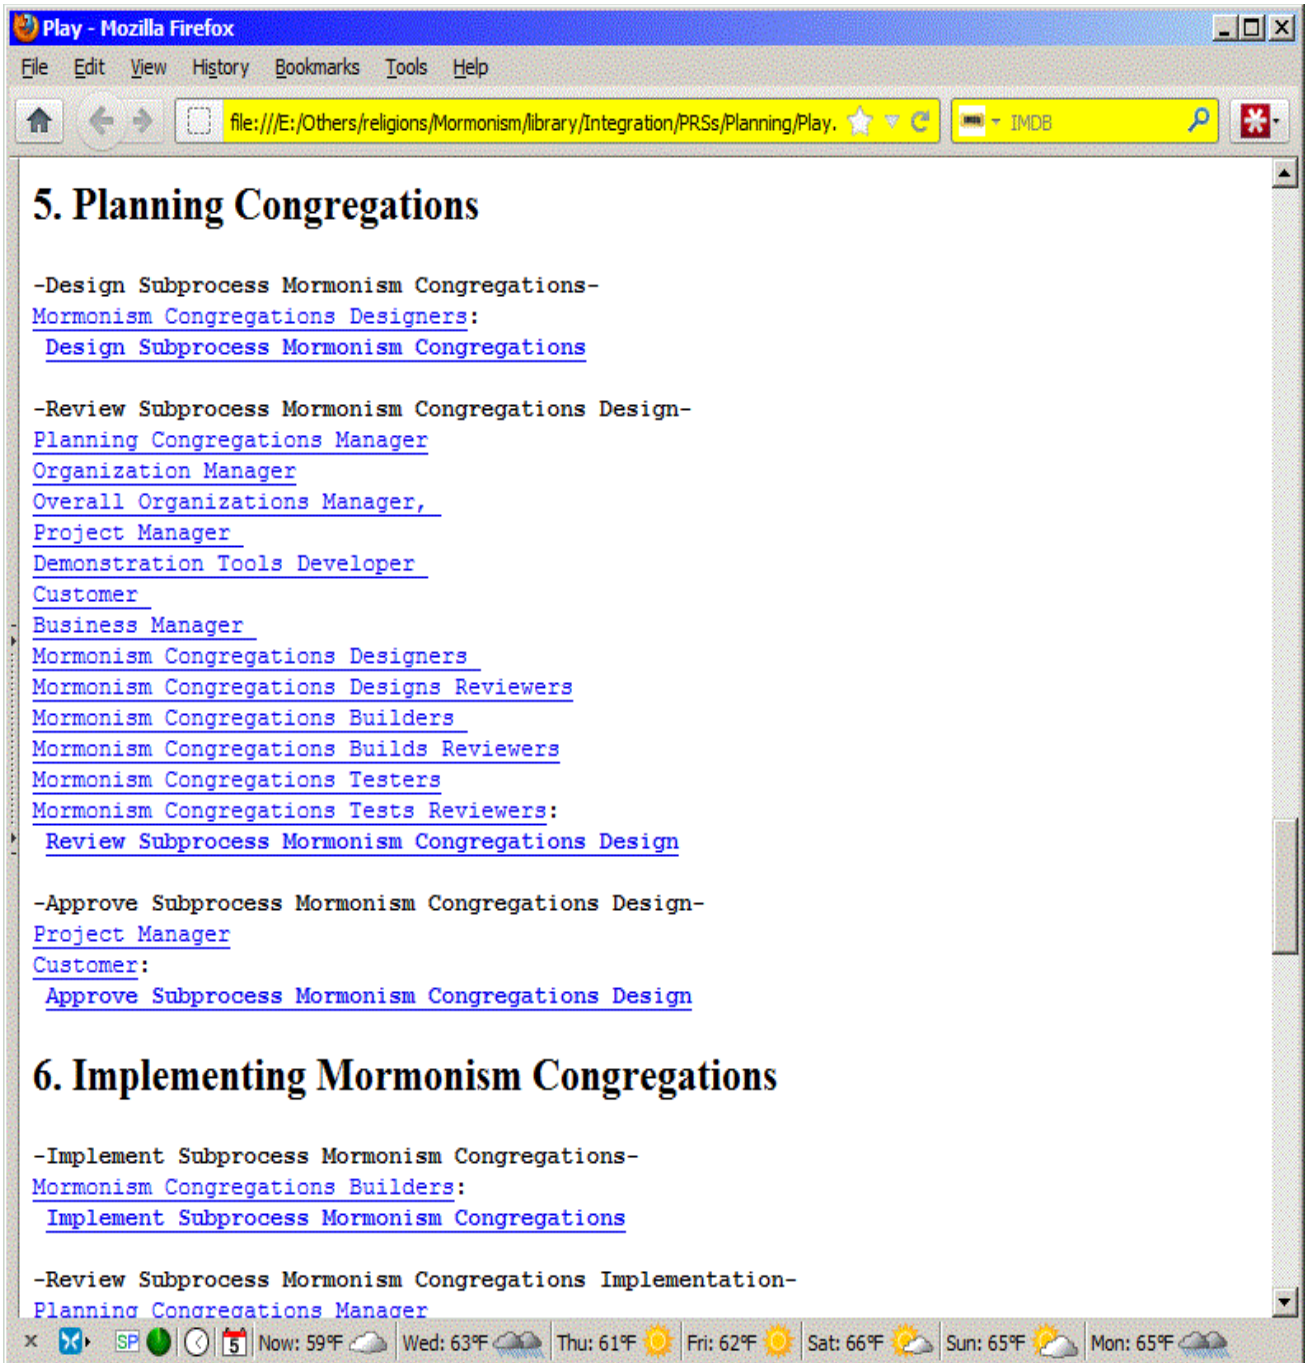 Play - Mozilla Firefox
File Edit View History Bookmarks Tools Help
file:///E:/Others/religions/Mormonism/library/Integration/PRSs/Planning/Play. IMDB
5. Planning Congregations
-Design Subprocess Mormonism Congregations-
Mormonism Congregations Designers:
Design Subprocess Mormonism Congregations
-Review Subprocess Mormonism Congregations Design-
Planning Congregations Manager
Organization Manager
Overall Organizations Manager,
Project Manager
Demonstration Tools Developer
Customer
Business Manager
Mormonism Congregations Designers
Mormonism Congregations Designs Reviewers
Mormonism Congregations Builders
Mormonism Congregations Builds Reviewers
Mormonism Congregations Testers
Mormonism Congregations Tests Reviewers:
Review Subprocess Mormonism Congregations Design
-Approve Subprocess Mormonism Congregations Design-
Project Manager
Customer:
Approve Subprocess Mormonism Congregations Design
6. Implementing Mormonism Congregations
-Implement Subprocess Mormonism Congregations-
Mormonism Congregations Builders:
Implement Subprocess Mormonism Congregations
-Review Subprocess Mormonism Congregations Implementation-
Planning Congregations Manager
SP 5 Now: 59°F Wed: 63°F Thu: 61°F Fri: 62°F Sat: 66°F Sun: 65°F Mon: 65°F